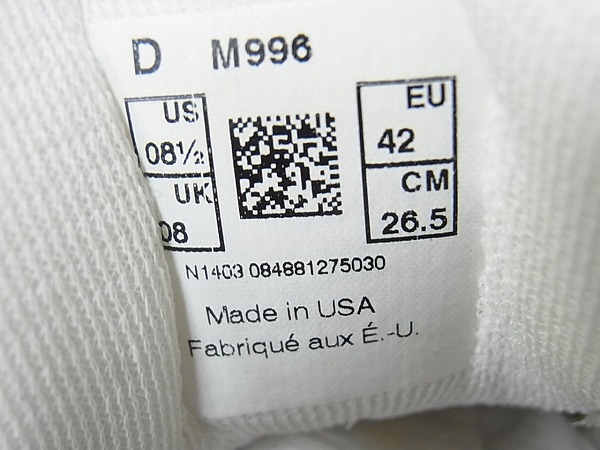 D M996
US
08½
UK
08
EU
42
CM
26.5
N1403 084881275030
Made in USA
Fabriqué aux É.-U.